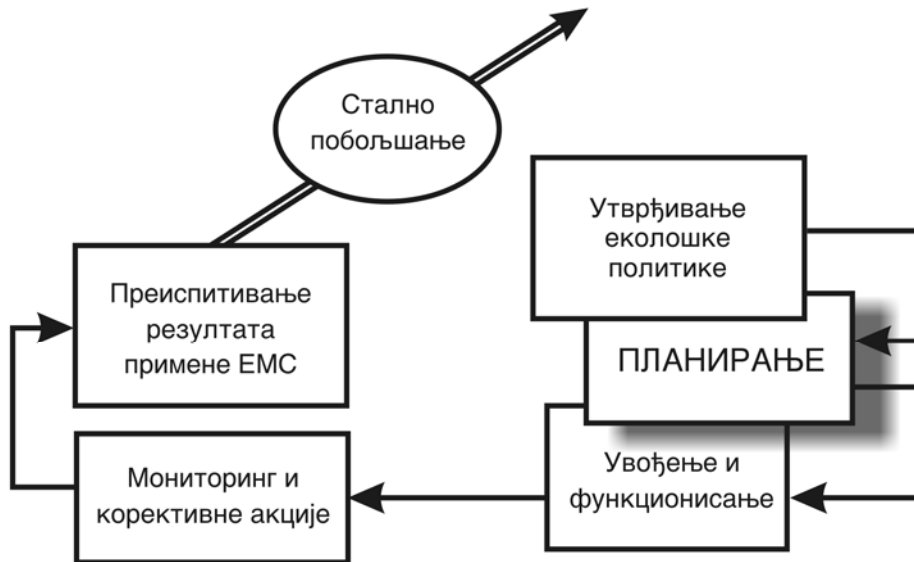 Стално
побољшање
Утврђивање
еколошке
политике
Преиспитивање
резултата
примене ЕМС
ПЛАНИРАЊЕ
Мониторинг и
корективне акције
Увођење и
функционисање